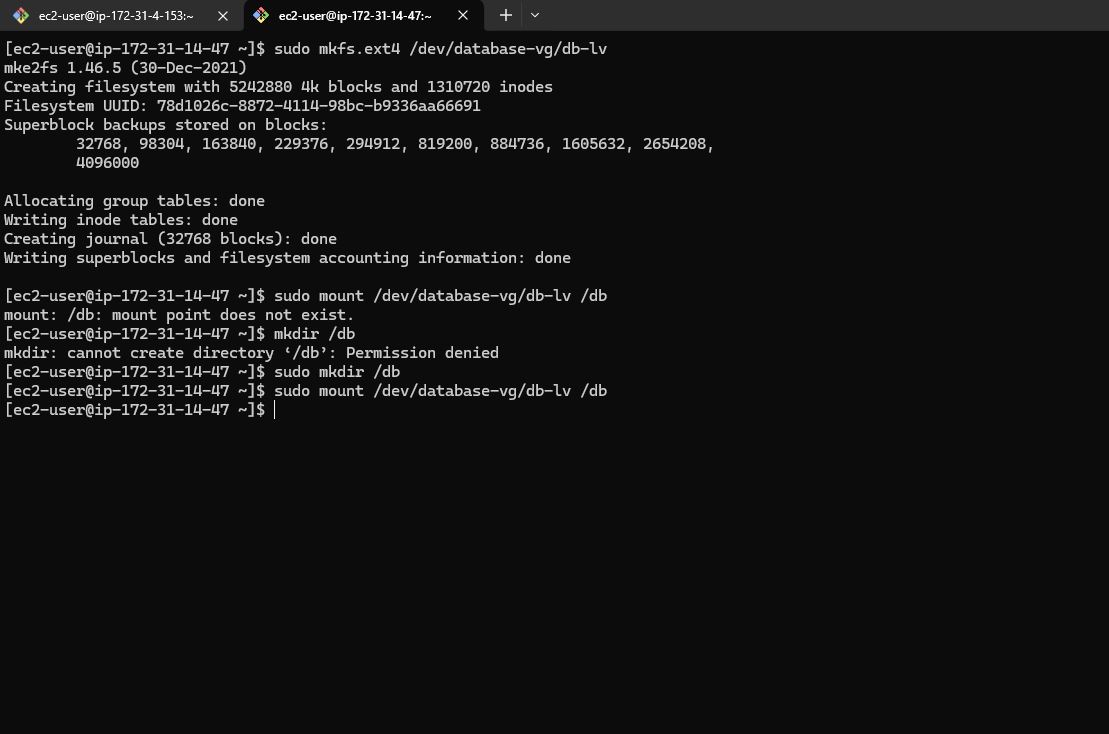 ec2-user@ip-172-31-4-153:~
ec2-user@ip-172-31-14-47:~
[ec2-user@ip-172-31-14-47 ~]$ sudo mkfs.ext4 /dev/database-vg/db-lv
mke2fs 1.46.5 (30-Dec-2021)
Creating filesystem with 5242880 4k blocks and 1310720 inodes
Filesystem UUID: 78d1026c-8872-4114-98bc-b9336aa66691
Superblock backups stored on blocks:
        32768, 98304, 163840, 229376, 294912, 819200, 884736, 1605632, 2654208,
        4096000
Allocating group tables: done
Writing inode tables: done
Creating journal (32768 blocks): done
Writing superblocks and filesystem accounting information: done
[ec2-user@ip-172-31-14-47 ~]$ sudo mount /dev/database-vg/db-lv /db
mount: /db: mount point does not exist.
[ec2-user@ip-172-31-14-47 ~]$ mkdir /db
mkdir: cannot create directory ‘/db’: Permission denied
[ec2-user@ip-172-31-14-47 ~]$ sudo mkdir /db
[ec2-user@ip-172-31-14-47 ~]$ sudo mount /dev/database-vg/db-lv /db
[ec2-user@ip-172-31-14-47 ~]$